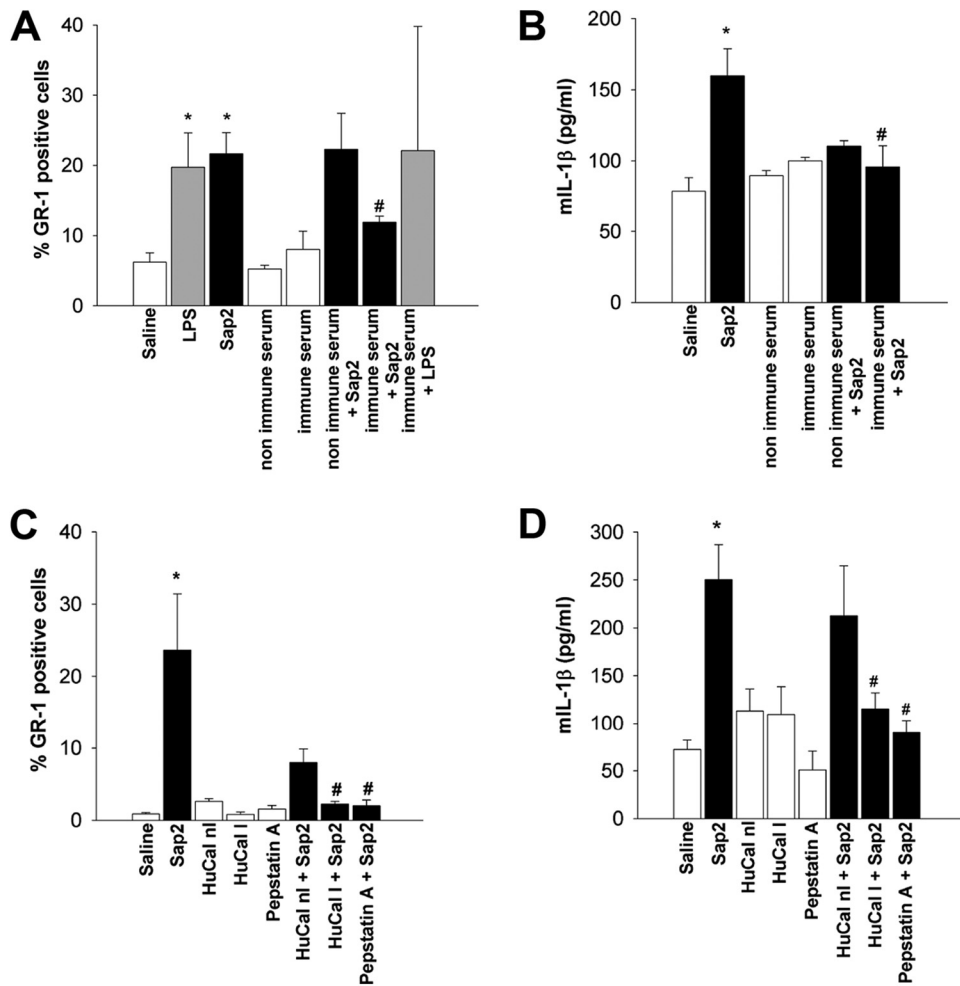 A
% GR-1 positive cells
40
30
20
10
0
*
*
#
Saline
LPS
Sap2
non immune serum
immune serum
non immune serum
+ Sap2
immune serum
+ Sap2
immune serum
+ LPS
B
mIL-1β (pg/ml)
200
150
100
50
0
*
#
Saline
Sap2
non immune serum
immune serum
non immune serum
+ Sap2
immune serum
+ Sap2
C
% GR-1 positive cells
40
30
20
10
0
*
#
#
Saline
Sap2
HuCal nI
HuCal I
Pepstatin A
HuCal nI + Sap2
HuCal I + Sap2
Pepstatin A + Sap2
D
mIL-1β (pg/ml)
300
250
200
150
100
50
0
*
#
#
Saline
Sap2
HuCal nI
HuCal I
Pepstatin A
HuCal nI + Sap2
HuCal I + Sap2
Pepstatin A + Sap2